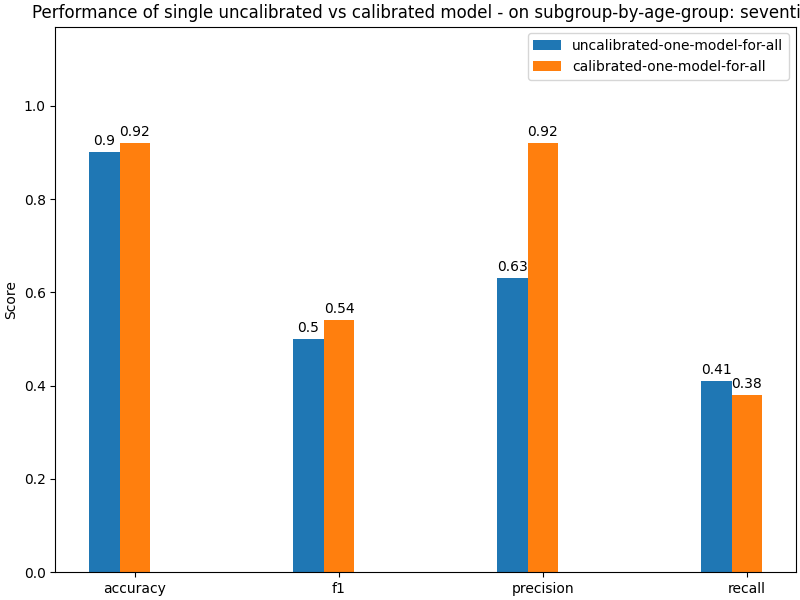 Performance of single uncalibrated vs calibrated model - on subgroup-by-age-group: seventi
uncalibrated-one-model-for-all
calibrated-one-model-for-all
Score
1.0
0.8
0.6
0.4
0.2
0.0
0.9
0.92
0.5
0.54
0.63
0.92
0.41
0.38
accuracy
f1
precision
recall